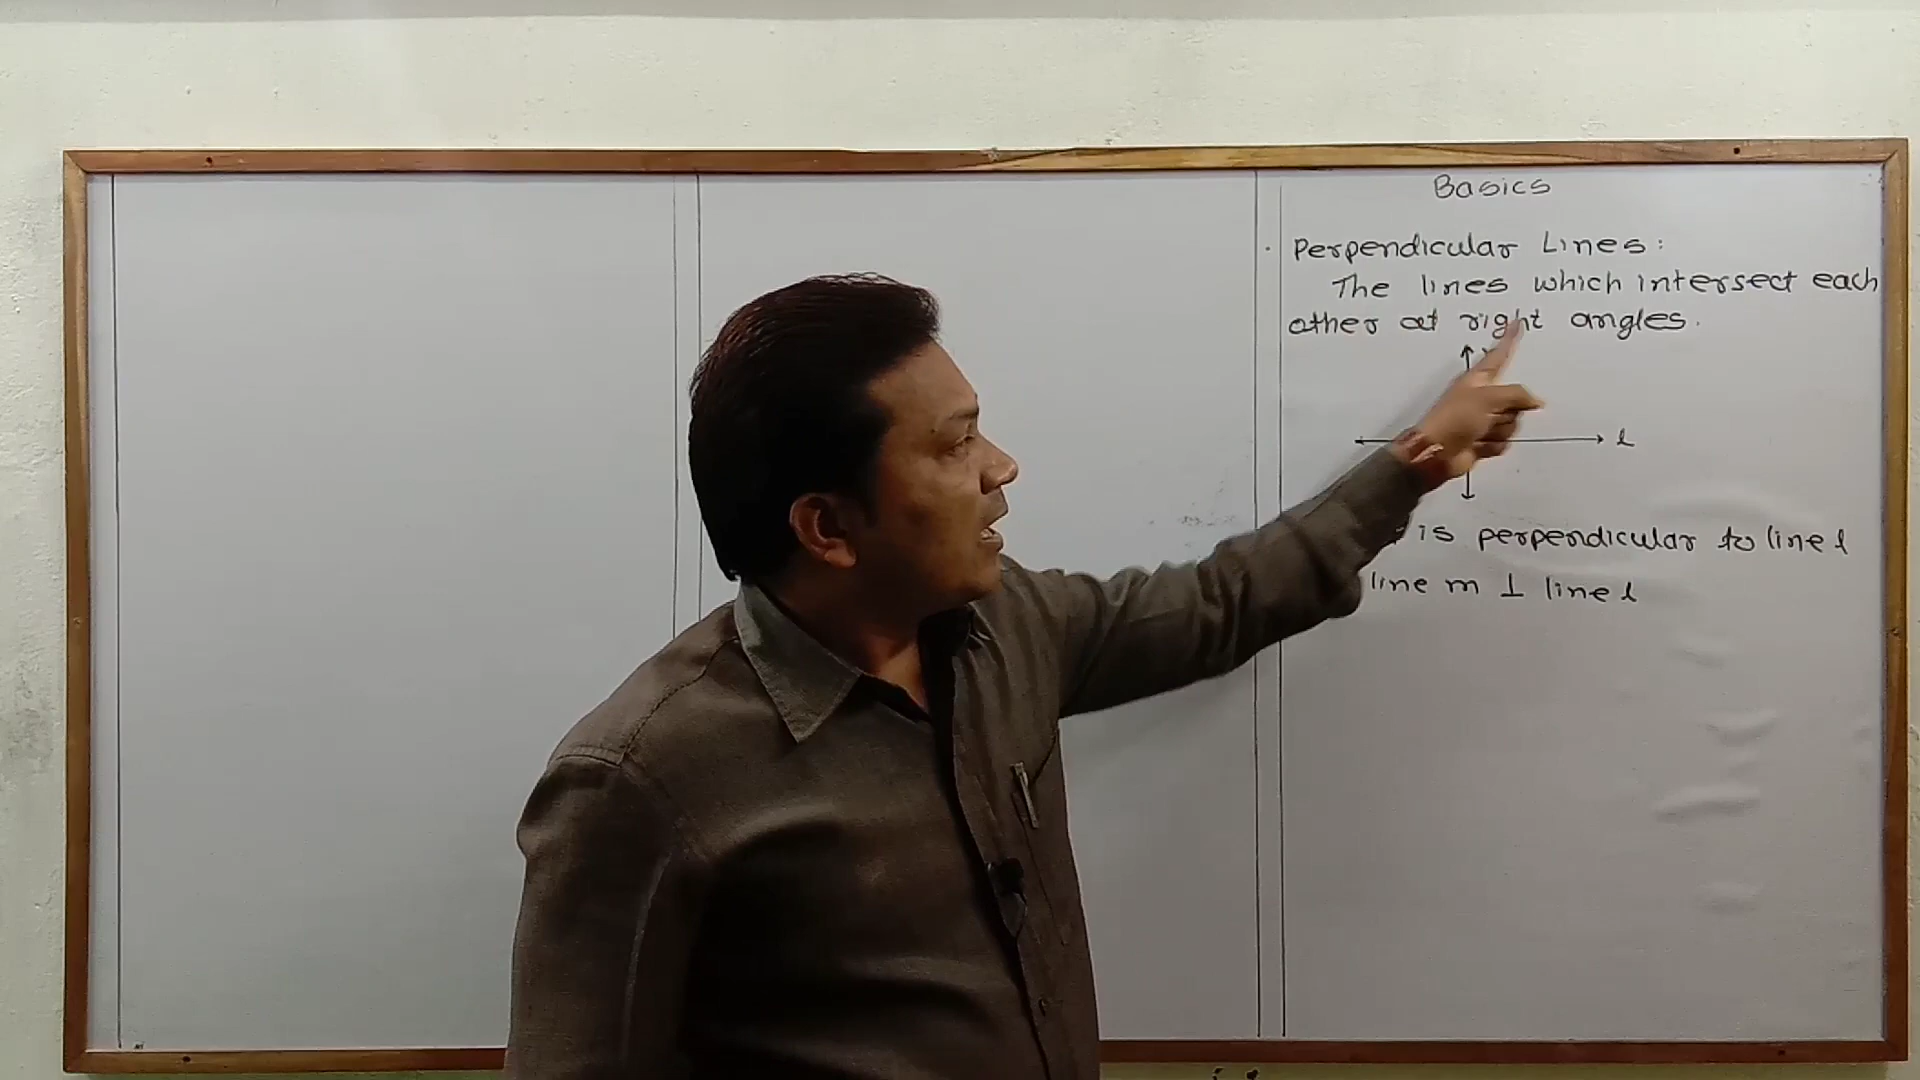 Basics
· Perpendicular Lines:
The lines which intersect each
other at right angles.
l
is perpendicular to line l
line m ⊥ line l